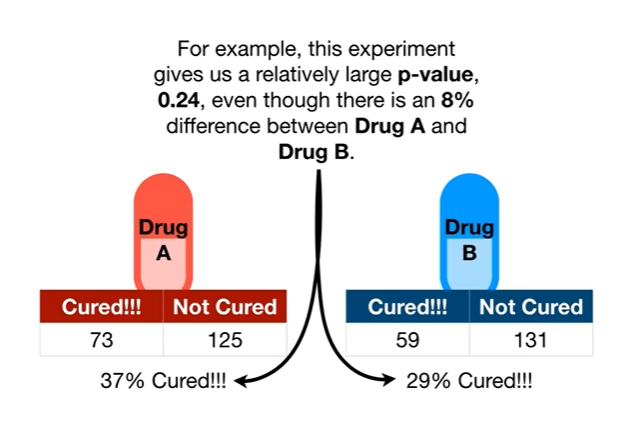 For example, this experiment
gives us a relatively large p-value,
0.24, even though there is an 8%
difference between Drug A and
Drug B.
Drug
A
Drug
B
Cured!!! Not Cured
73 125
Cured!!! Not Cured
59 131
37% Cured!!!
29% Cured!!!